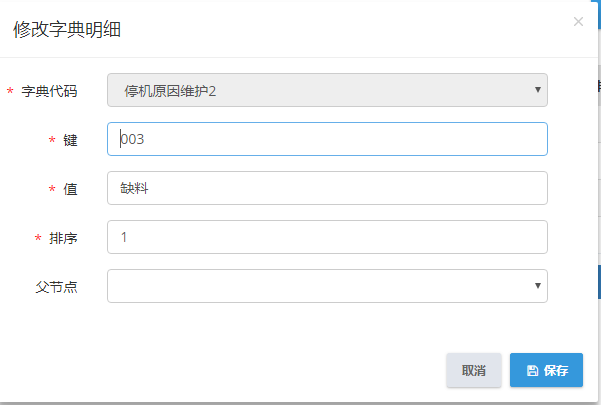 修改字典明细
×
* 字典代码 停机原因维护2
* 键 003
* 值 缺料
* 排序 1
父节点
取消 保存